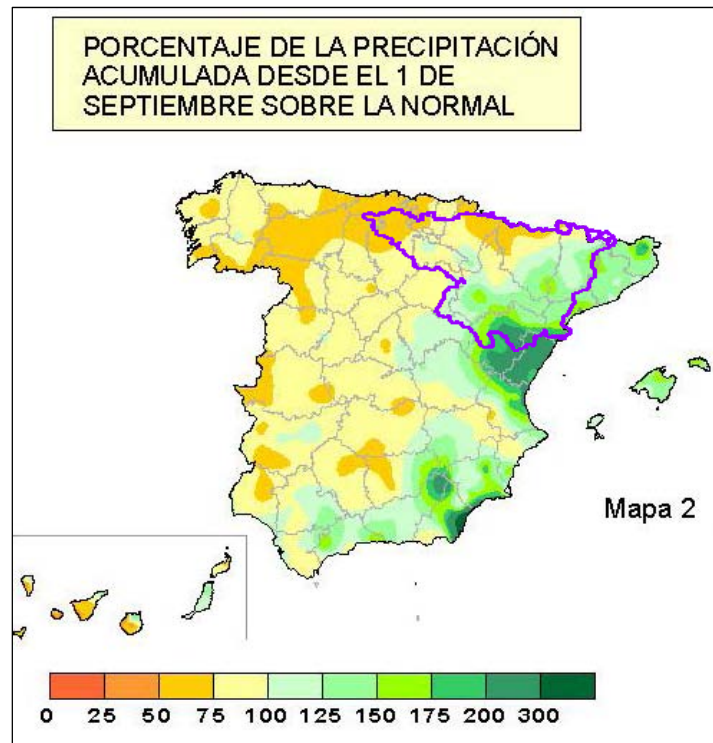 PORCENTAJE DE LA PRECIPITACIÓN
ACUMULADA DESDE EL 1 DE
SEPTIEMBRE SOBRE LA NORMAL
Mapa 2
0 25 50 75 100 125 150 175 200 300